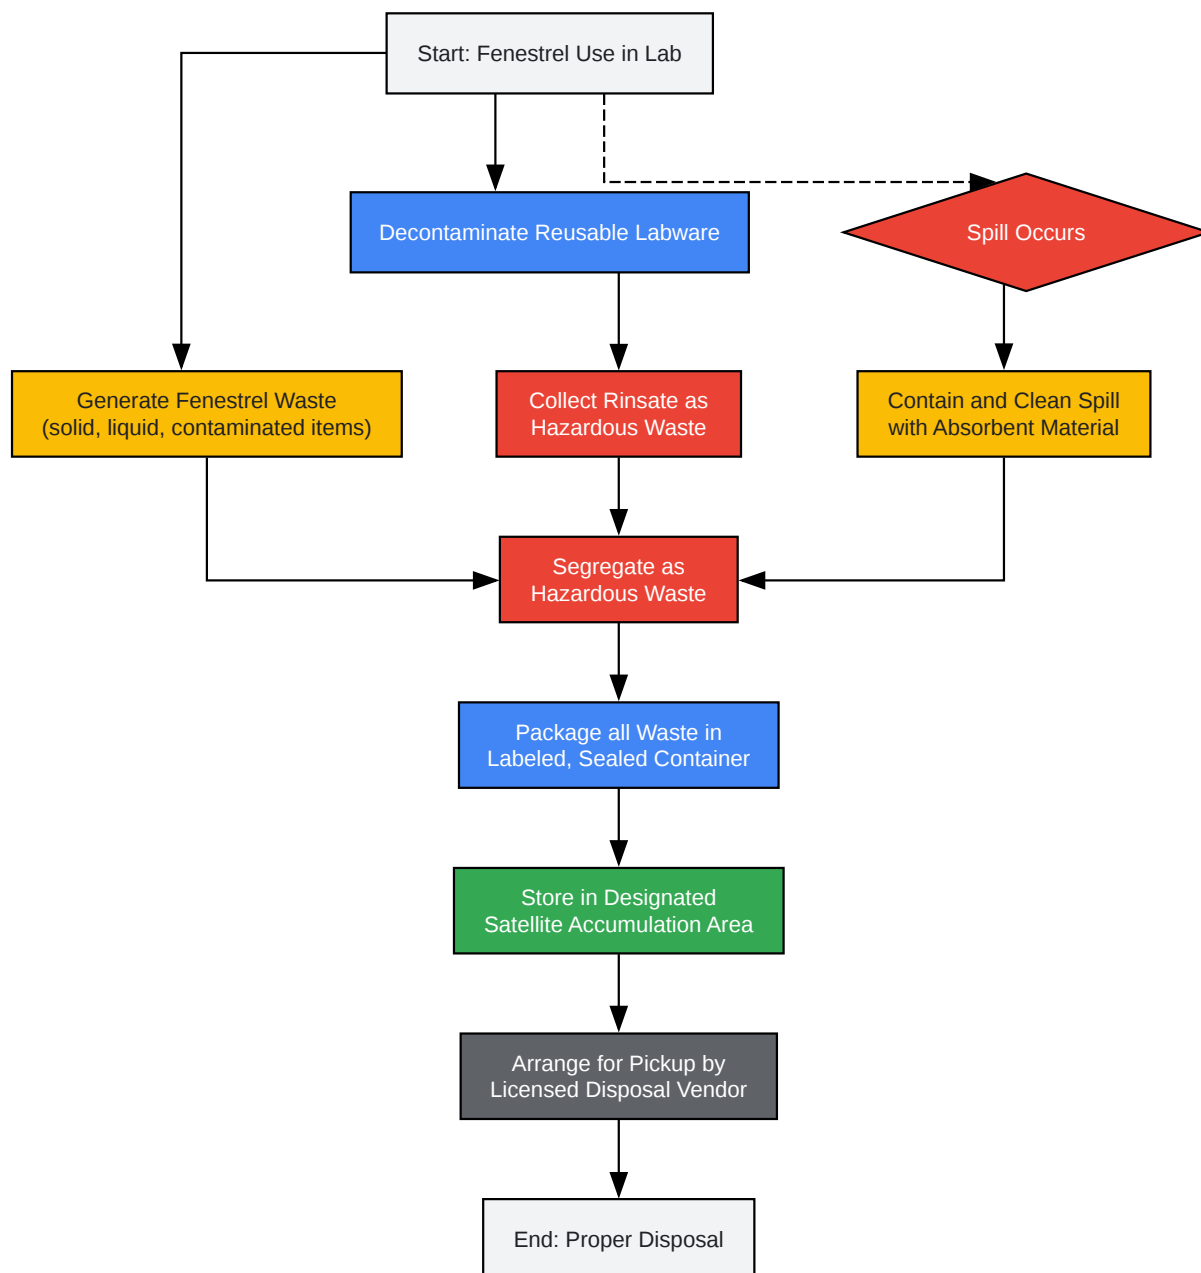 Start: Fenestrel Use in Lab
Decontaminate Reusable Labware
Spill Occurs
Generate Fenestrel Waste
(solid, liquid, contaminated items)
Collect Rinsate as
Hazardous Waste
Contain and Clean Spill
with Absorbent Material
Segregate as
Hazardous Waste
Package all Waste in
Labeled, Sealed Container
Store in Designated
Satellite Accumulation Area
Arrange for Pickup by
Licensed Disposal Vendor
End: Proper Disposal